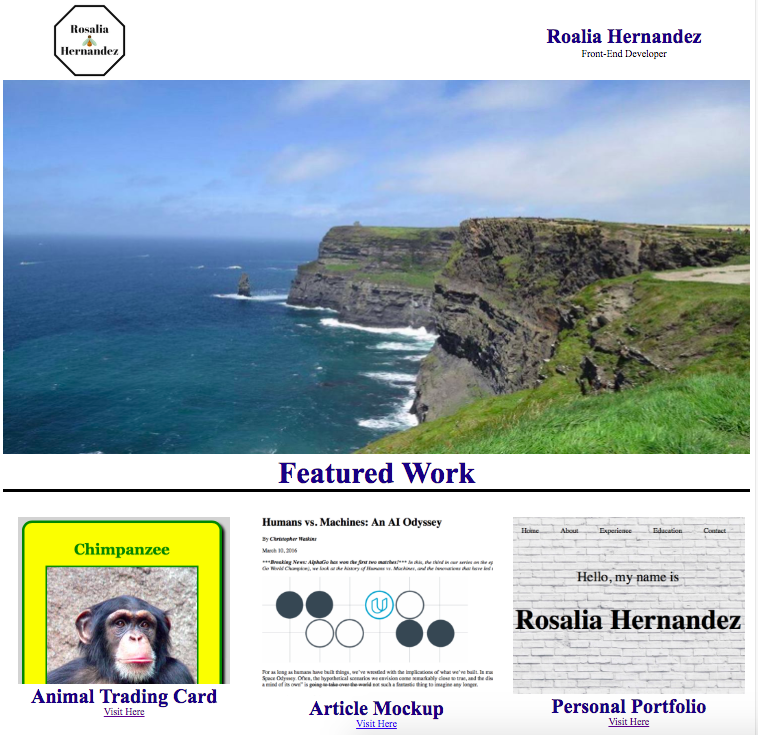 Rosalia
Hernandez
Roalia Hernandez
Front-End Developer
Featured Work
Chimpanzee
Animal Trading Card
Visit Here
Humans vs. Machines: An AI Odyssey
By Christopher Watkins
March 10, 2016
***Breaking News: AlphaGo has won the first two matches!*** In this, the third in our series on the ep
Go World Champion), we look at the history of Humans vs. Machines, and the innovations that have led t
For as long as humans have built things, we've wrestled with the implications of what we've built. In ma
Space Odyssey. Often, the hypothetical scenarios we envision come remarkably close to true, and the dis
a mind of its own" is going to take over the world not such a fantastic thing to imagine any longer.
Article Mockup
Visit Here
Home About Experience Education Contact
Hello, my name is
Rosalia Hernandez
Personal Portfolio
Visit Here